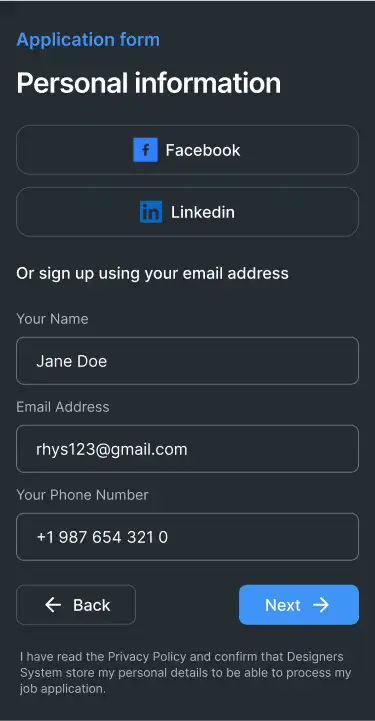 Application form
Personal information
Facebook
Linkedin
Or sign up using your email address
Your Name
Jane Doe
Email Address
rhys123@gmail.com
Your Phone Number
+1 987 654 321 0
Back
Next
I have read the Privacy Policy and confirm that Designers
System store my personal details to be able to process my
job application.